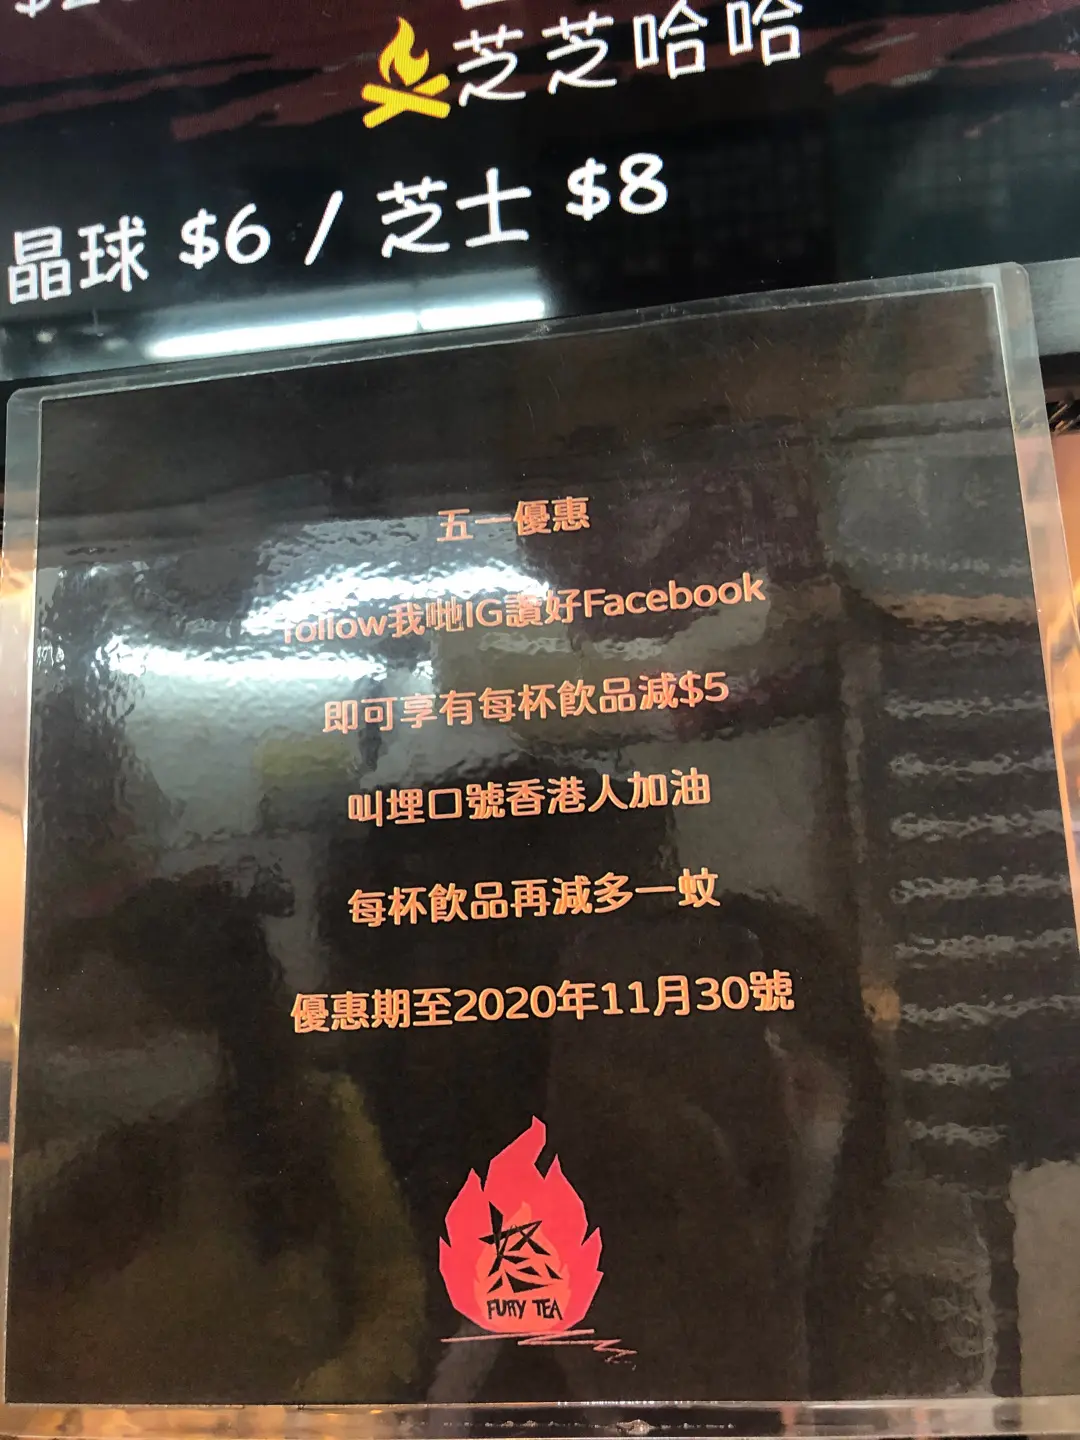 芝芝哈哈
晶球 $6 / 芝士 $8
五一優惠
follow我哋IG讚好Facebook
即可享有每杯飲品減$5
叫埋口號香港人加油
每杯飲品再減多一蚊
優惠期至2020年11月30號
怒
FURY TEA